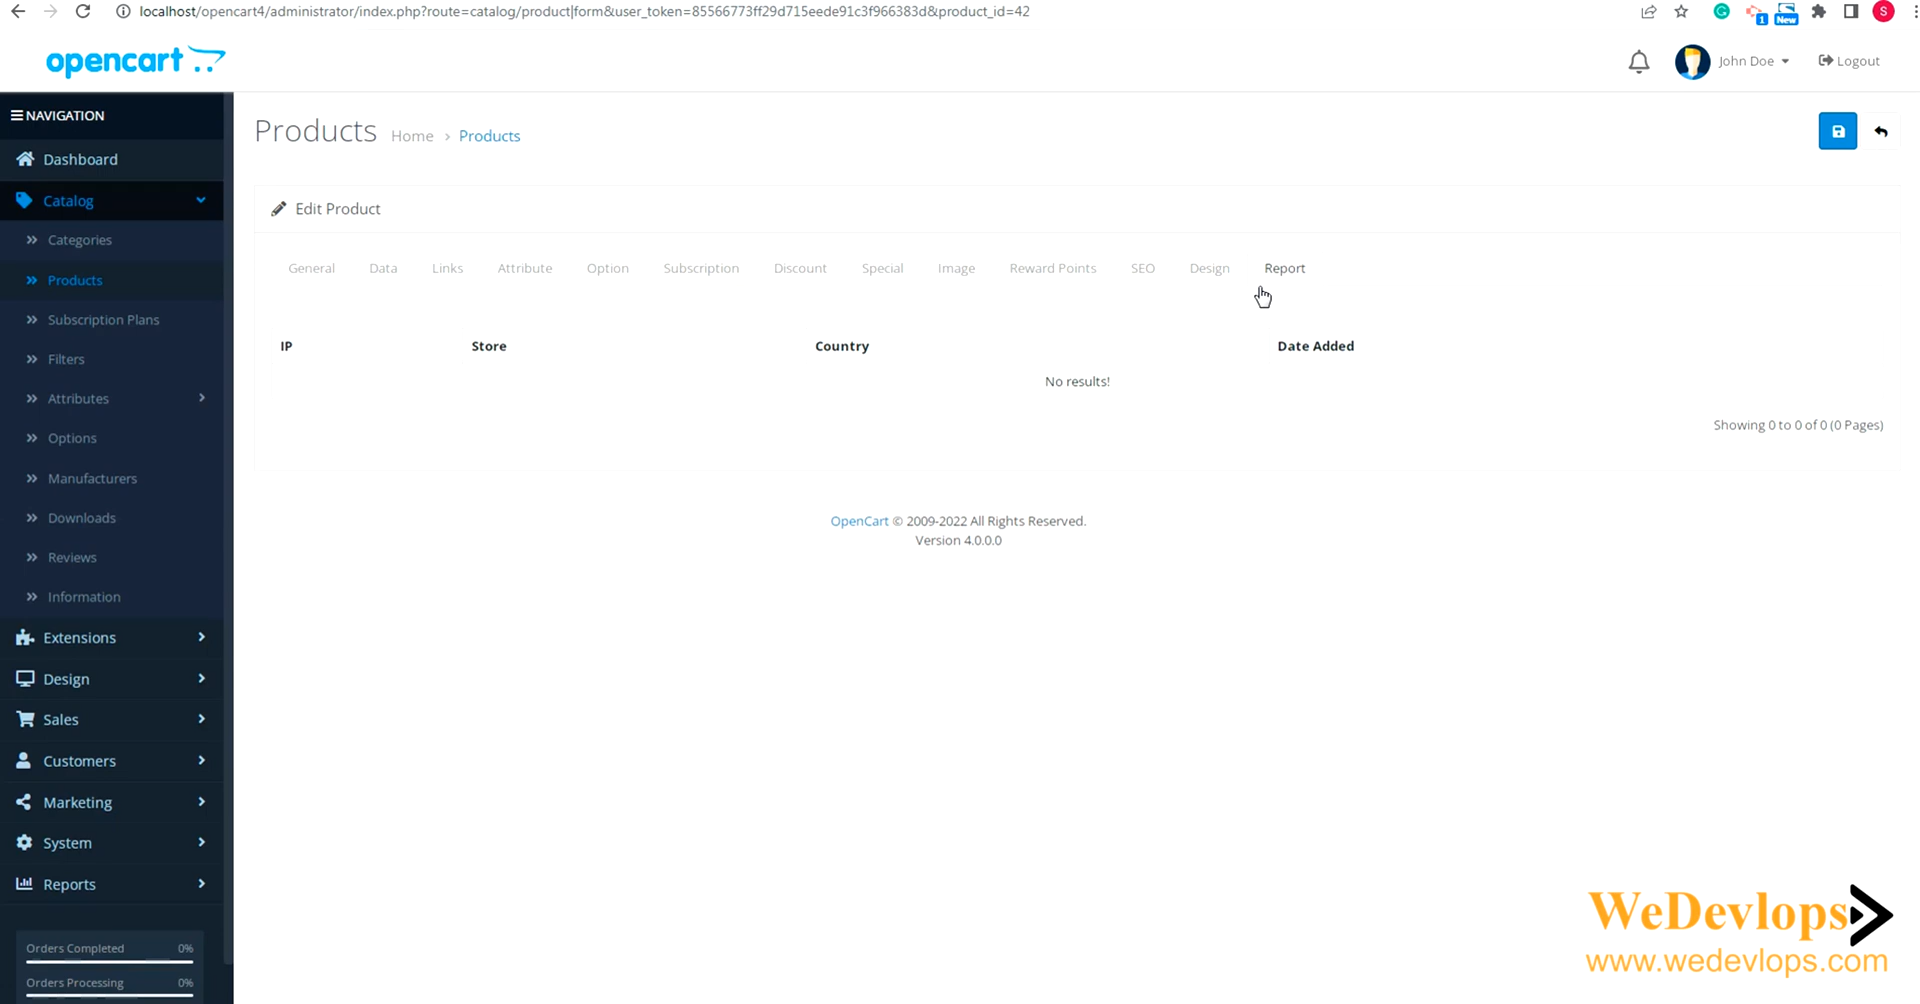 localhost/opencart4/administrator/index.php?route=catalog/product|form&user_token=85566773ff29d715eede91c3f966383d&product_id=42
1
New
S
opencart
John Doe
Logout
NAVIGATION
Dashboard
Catalog
Categories
Products
Subscription Plans
Filters
Attributes
Options
Manufacturers
Downloads
Reviews
Information
Extensions
Design
Sales
Customers
Marketing
System
Reports
Orders Completed 0%
Orders Processing 0%
Products Home › Products
Edit Product
General Data Links Attribute Option Subscription Discount Special Image Reward Points SEO Design Report
IP Store Country Date Added
No results!
Showing 0 to 0 of 0 (0 Pages)
OpenCart © 2009-2022 All Rights Reserved.
Version 4.0.0.0
WeDevlops
www.wedevlops.com